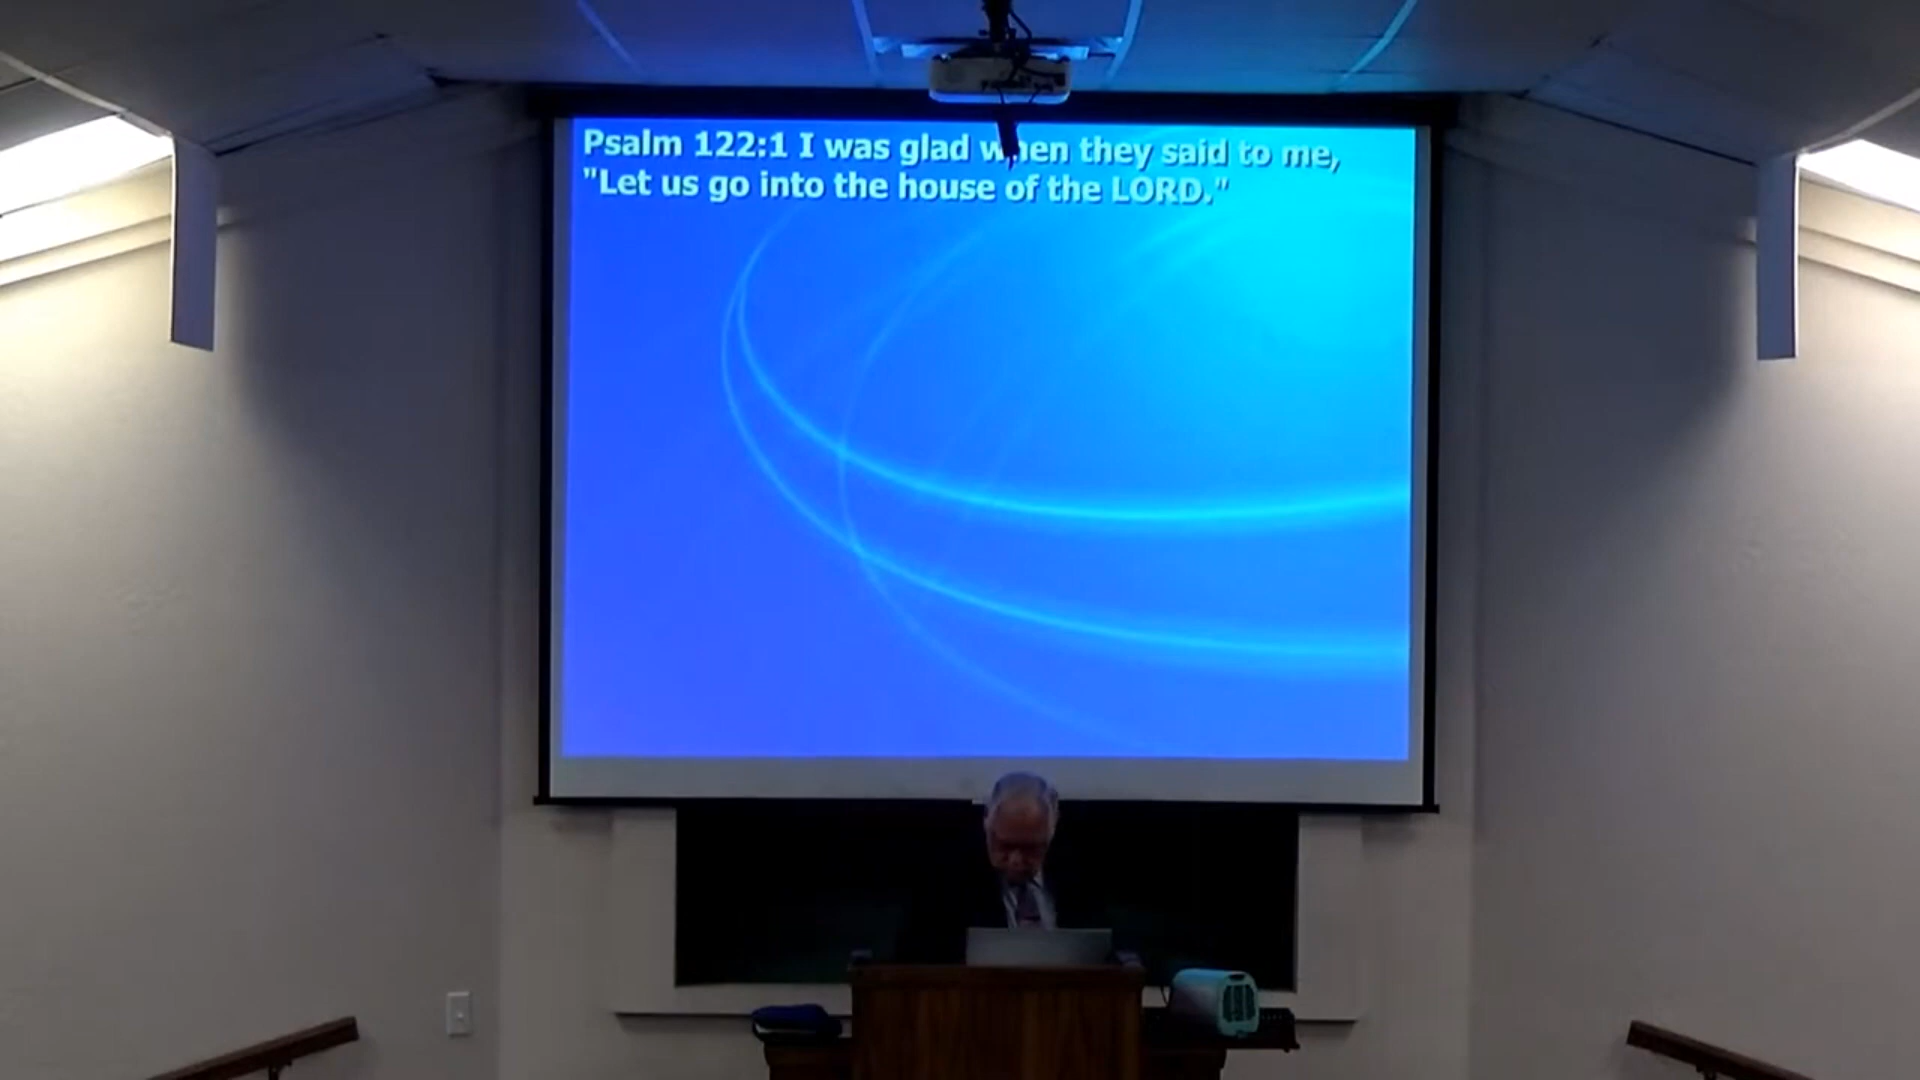 Psalm 122:1 I was glad when they said to me,
"Let us go into the house of the LORD."